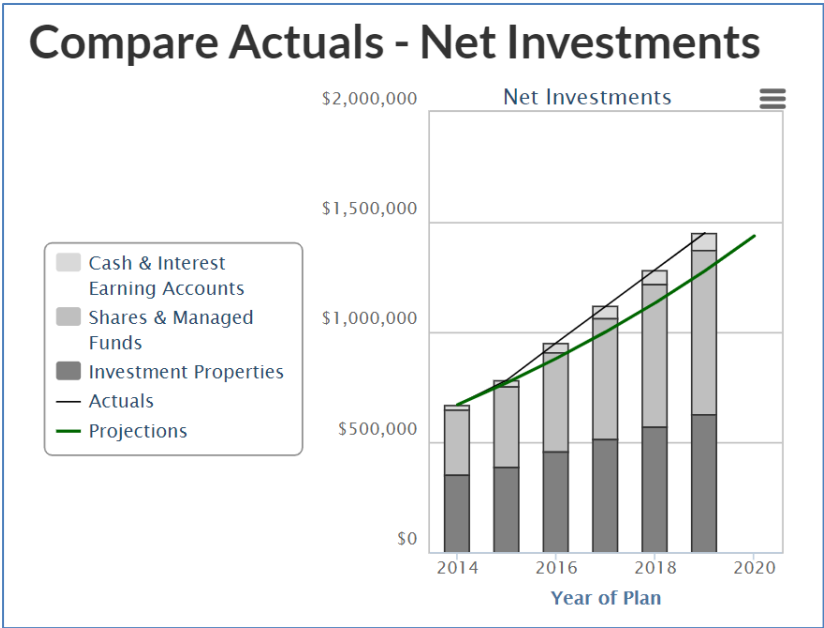 Compare Actuals - Net Investments
Net Investments
$2,000,000
$1,500,000
$1,000,000
$500,000
$0
Cash & Interest
Earning Accounts
Shares & Managed
Funds
Investment Properties
Actuals
Projections
2014 2016 2018 2020
Year of Plan